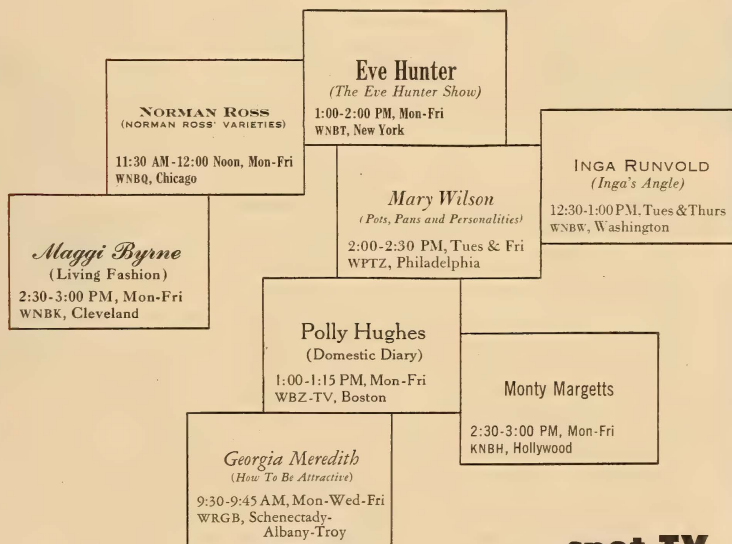 Eve Hunter
(The Eve Hunter Show)
1:00-2:00 PM, Mon-Fri
WNBT, New York
NORMAN ROSS
(NORMAN ROSS' VARIETIES)
11:30 AM-12:00 Noon, Mon-Fri
WNBQ, Chicago
INGA RUNVOLD
(Inga's Angle)
12:30-1:00 P.M. Tues & Thurs
WNBW, Washington
Mary Wilson
(Pots, Pans and Personalities)
2:00-2:30 PM, Tues & Fri
WPTZ, Philadelphia
Maggi Byrne
(Living Fashion)
2:30-3:00 PM, Mon-Fri
WNBK, Cleveland
Polly Hughes
(Domestic Diary)
1:00-1:15 PM, Mon-Fri
WBZ-TV, Boston
Monty Margetts
2:30-3:00 PM, Mon-Fri
KNBH, Hollywood
Georgia Meredith
(How To Be Attractive)
9:30-9:45 AM, Mon-Wed-Fri
WRGB, Schenectady-
Albany-Troy